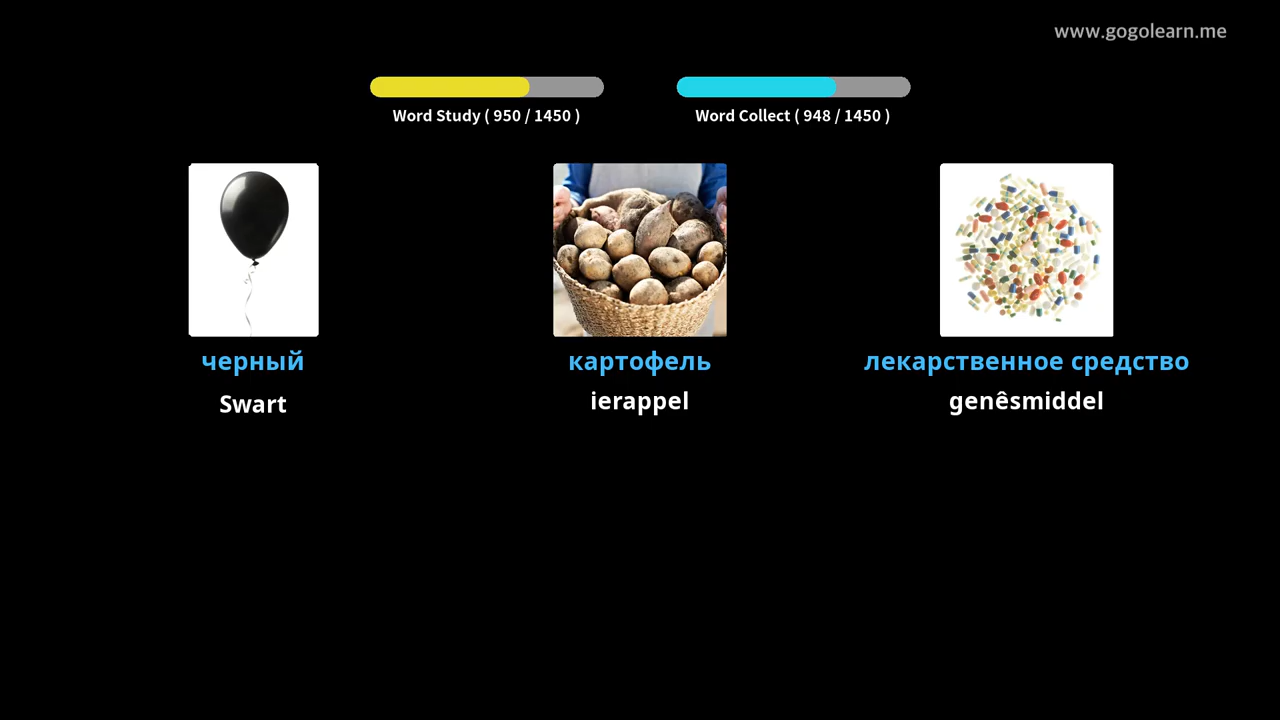 www.gogolearn.me
Word Study ( 950 / 1450 )
Word Collect ( 948 / 1450 )
черный
картофель
лекарственное средство
Swart
ierappel
genêsmiddel